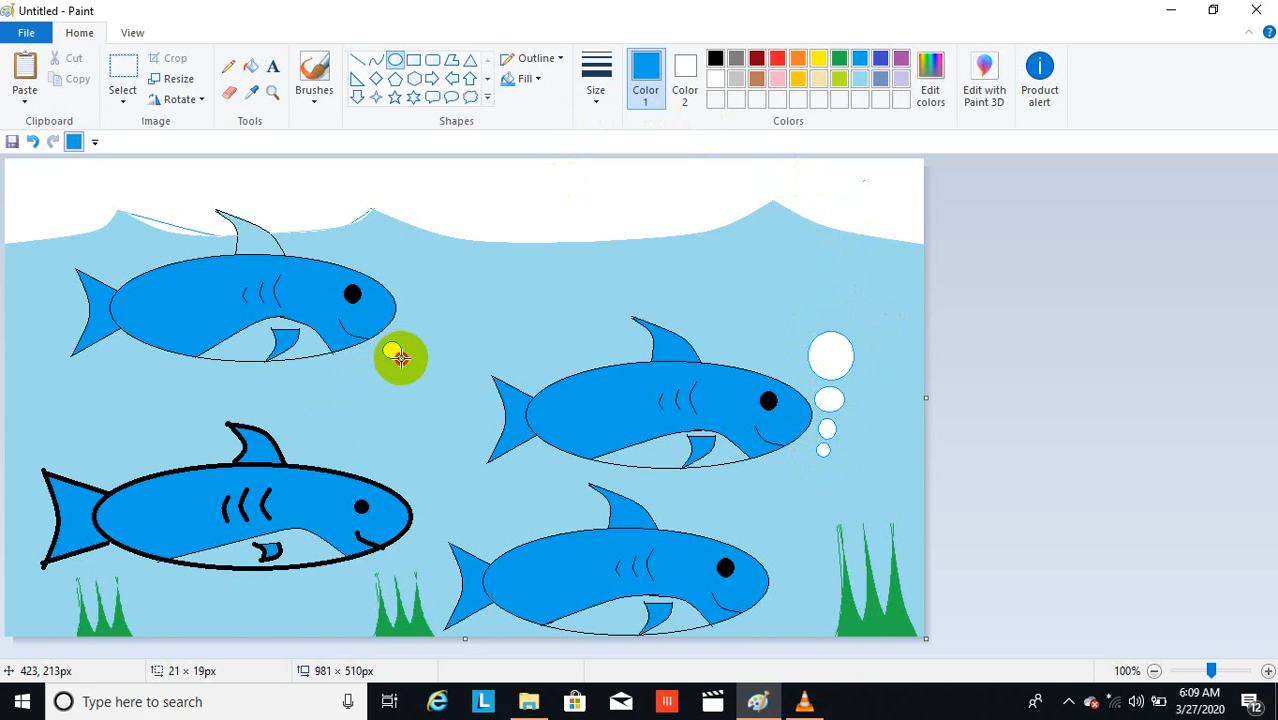 Untitled - Paint
File Home View
Paste
Cut
Copy
Clipboard
Select
Crop
Resize
Rotate
Image
A
Tools
Brushes
Outline
Fill
Shapes
Size
Color 1
Color 2
Edit colors
Colors
Edit with Paint 3D
Product alert
423, 213px
21 × 19px
981 × 510px
100%
Type here to search
6:09 AM
3/27/2020
12